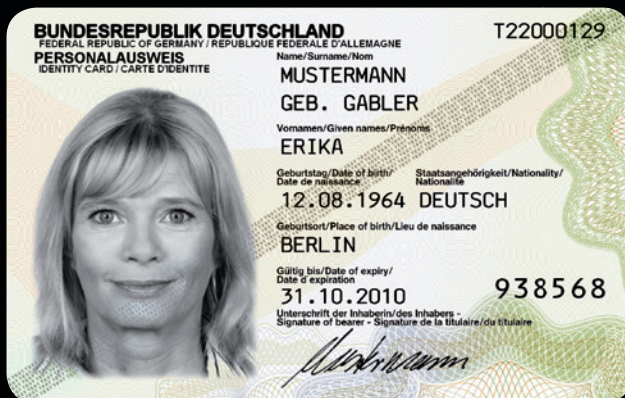 BUNDESREPUBLIK DEUTSCHLAND
T22000129
FEDERAL REPUBLIC OF GERMANY / REPUBLIQUE FEDERALE D'ALLEMAGNE
PERSONALAUSWEIS
IDENTITY CARD / CARTE D'IDENTITE
Name/Surname/Nom
MUSTERMANN
GEB. GABLER
Vornamen/Given names/Prénoms
ERIKA
Geburtstag/Date of birth/
Date de naissance
Staatsangehörigkeit/Nationality/
Nationalité
12.08.1964 DEUTSCH
Geburtsort/Place of birth/Lieu de naissance
BERLIN
Gültig bis/Date of expiry/
Date d'expiration
31.10.2010
938568
Unterschrift der Inhaberin/des Inhabers -
Signature of bearer - Signature de la titulaire/du titulaire
Mustermann